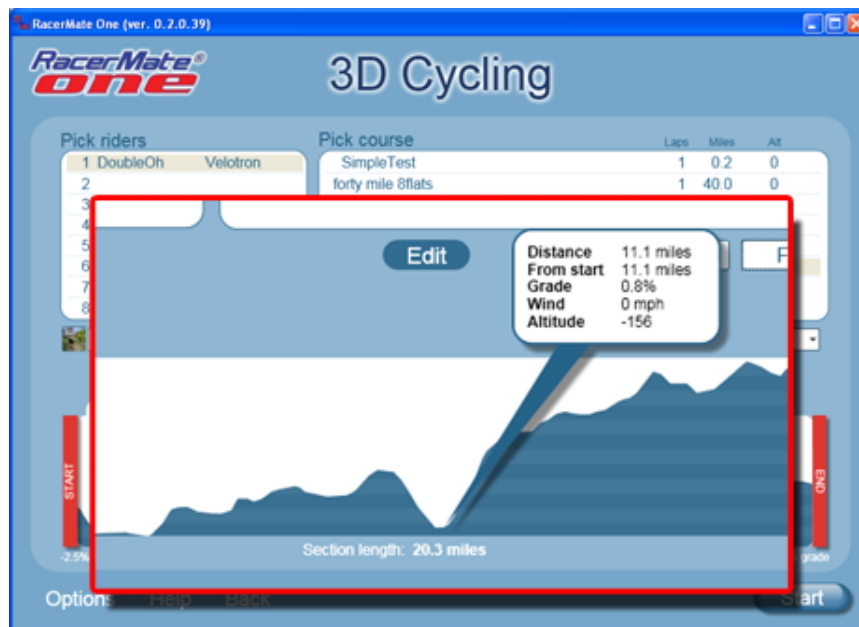 RacerMate One (ver. 0.2.0.39)
RacerMate®
one
3D Cycling
Pick riders
Pick course
Laps Miles Alt
1 DoubleOh Velotron
SimpleTest 1 0.2 0
2
forty mile 8flats 1 40.0 0
3
4
5
6
7
8
Edit
Distance 11.1 miles
From start 11.1 miles
Grade 0.8%
Wind 0 mph
Altitude -156
F
START
END
Section length: 20.3 miles
-2.5%
grade
Options Help Back
Start